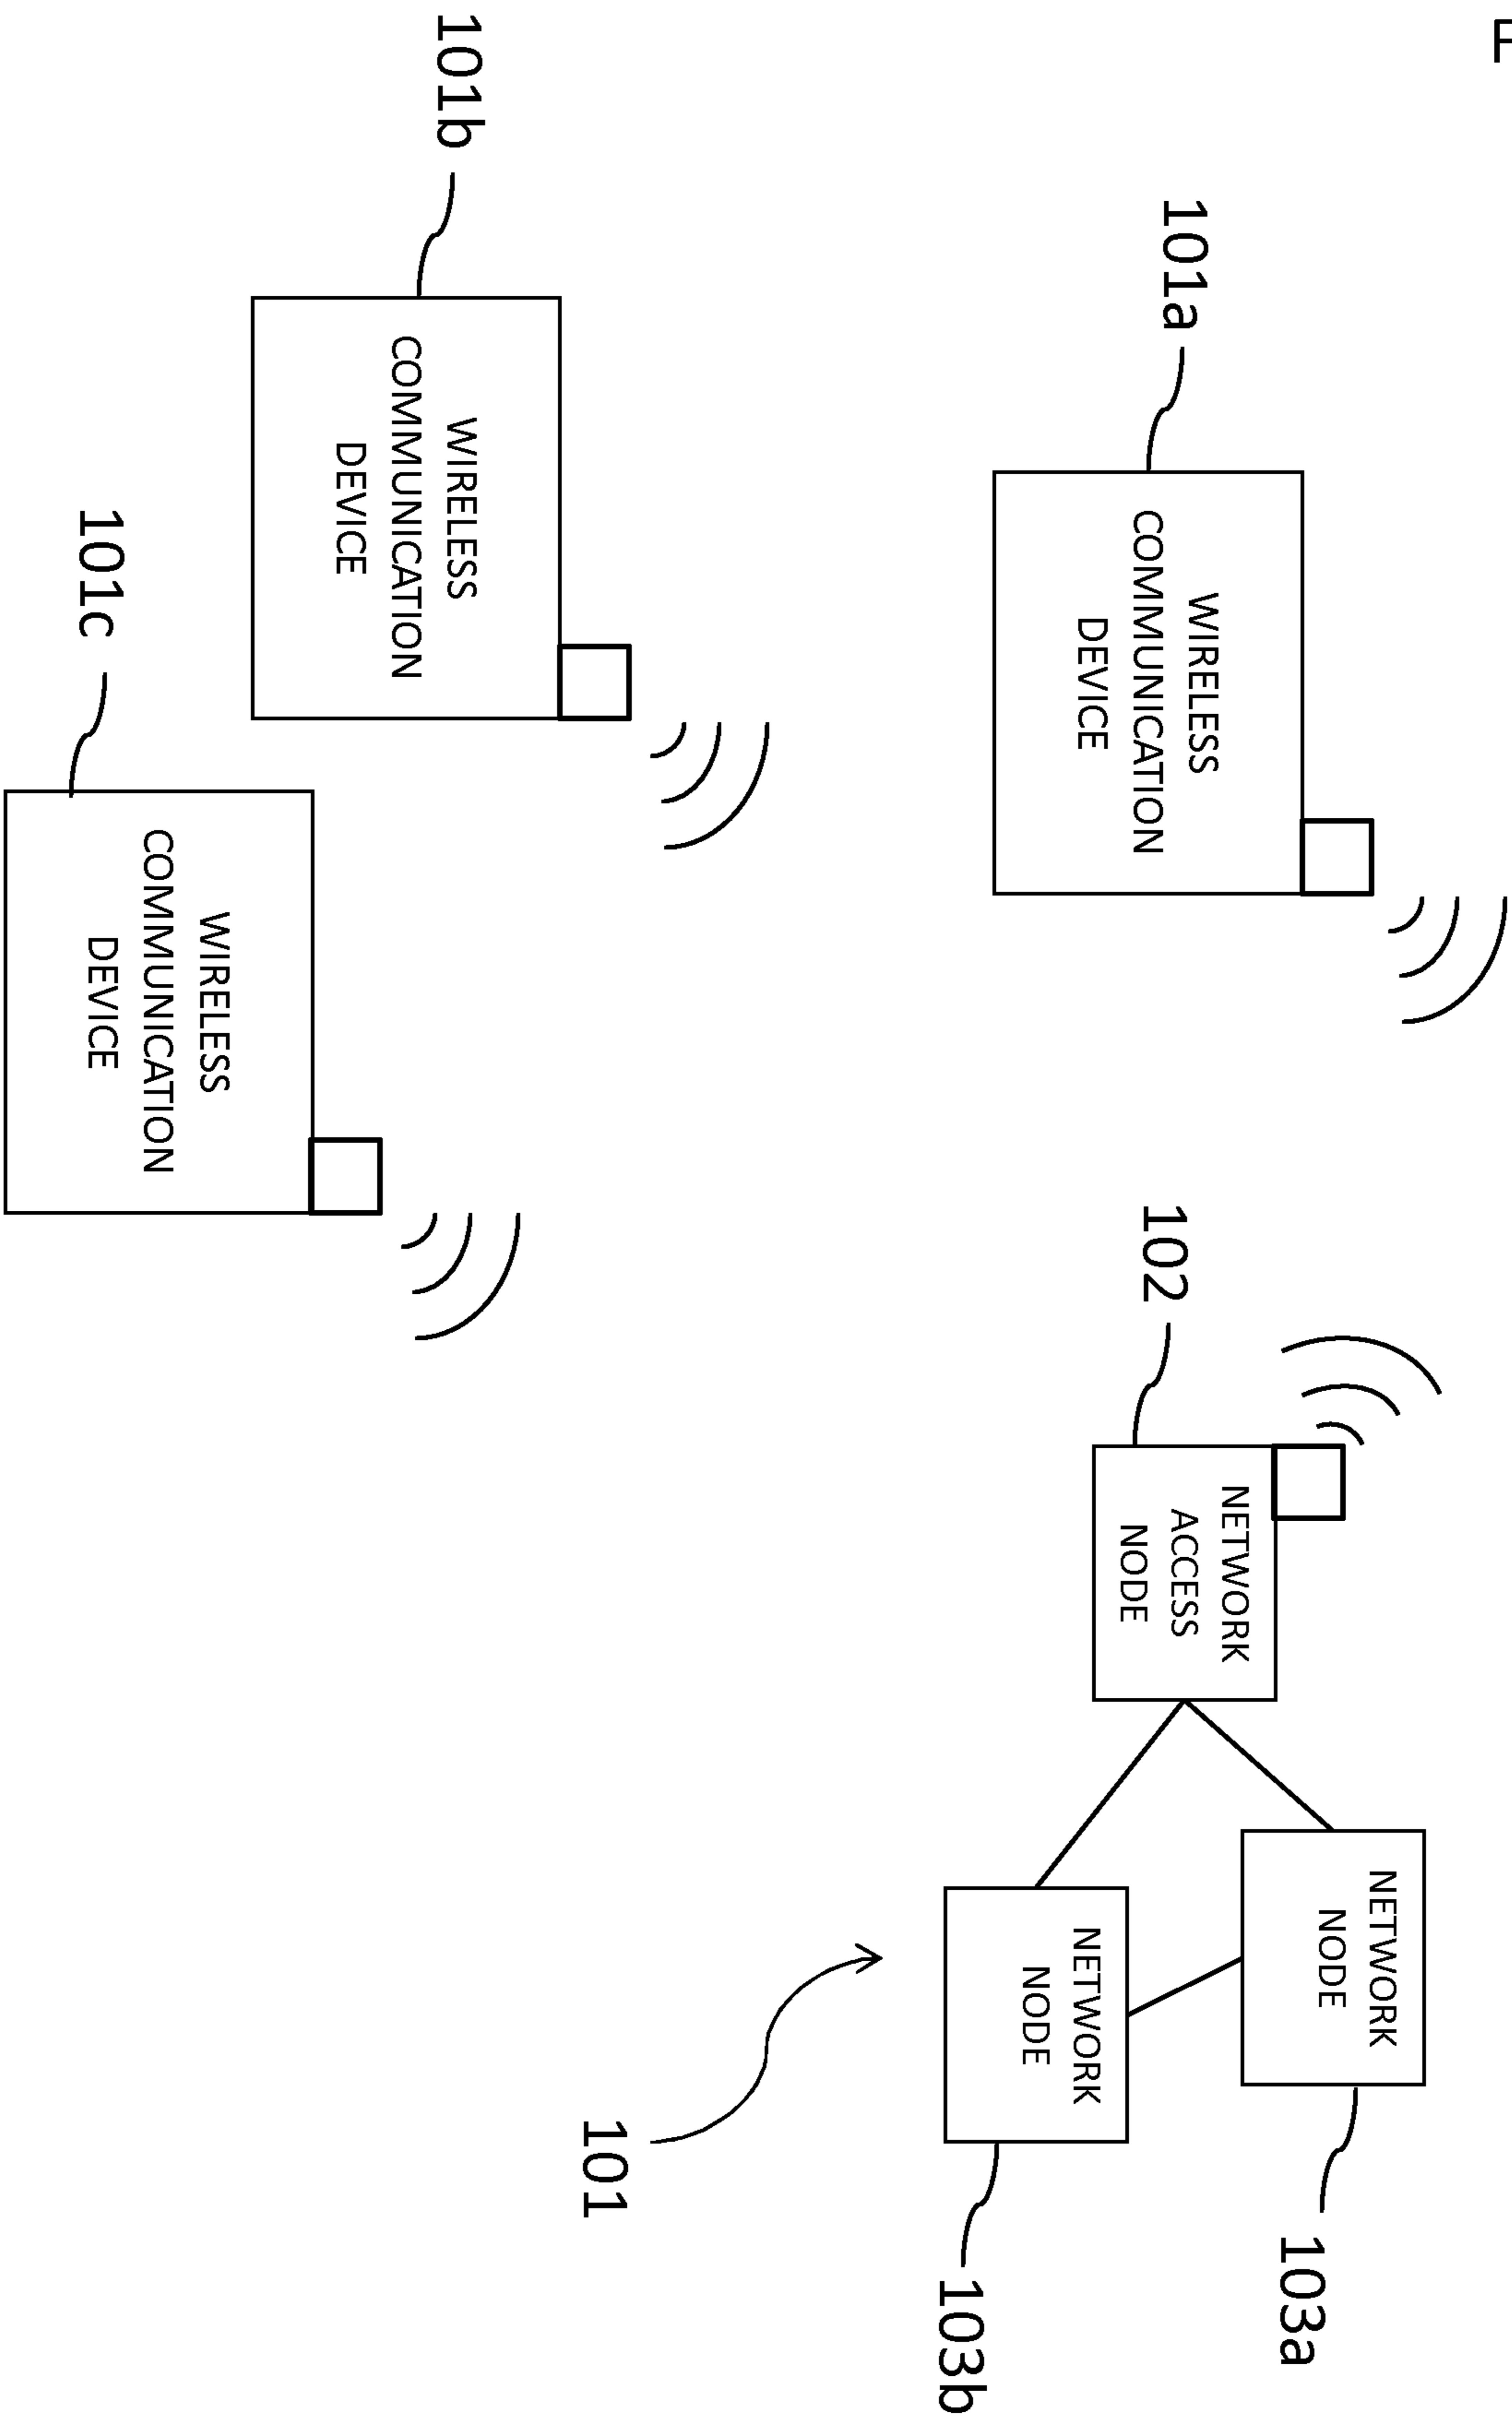 101a
WIRELESS
COMMUNICATION
DEVICE
102
NETWORK
ACCESS
NODE
NETWORK
NODE
103a
NETWORK
NODE
103b
101
101b
WIRELESS
COMMUNICATION
DEVICE
101c
WIRELESS
COMMUNICATION
DEVICE